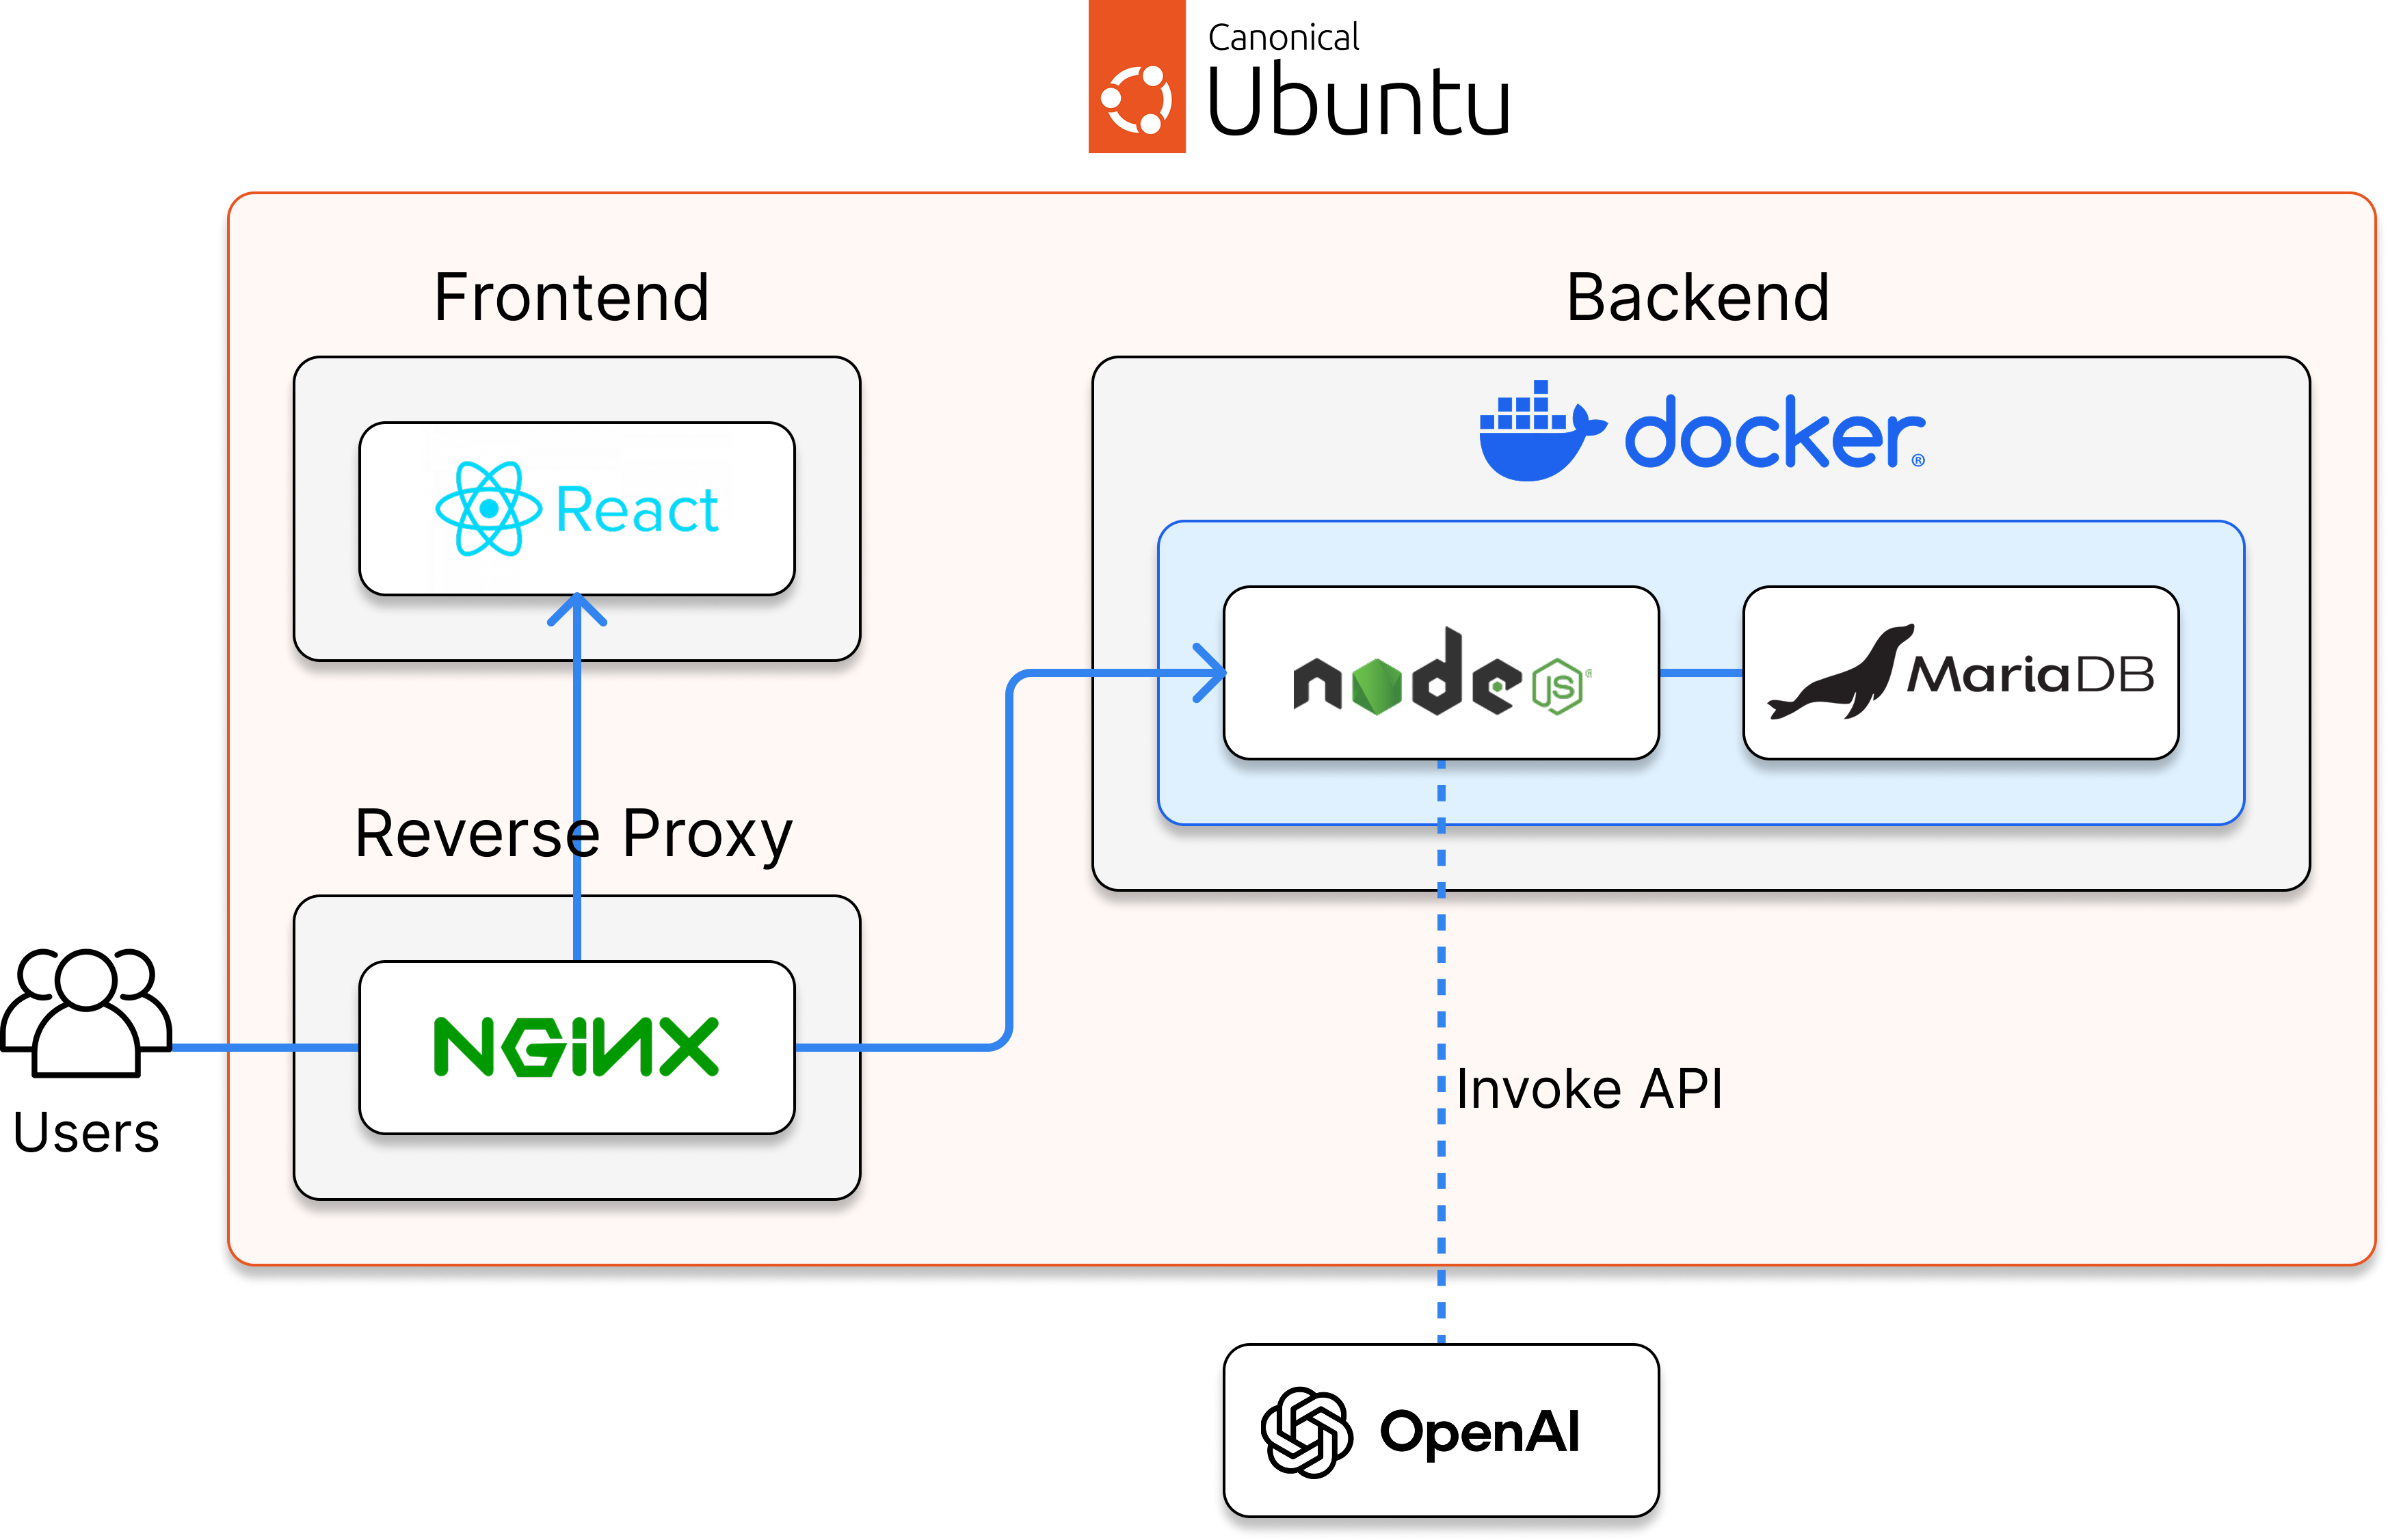 Canonical
Ubuntu
Frontend
Backend
docker®
React
node JS®
MariaDB
Reverse Proxy
NGINX
Users
Invoke API
OpenAI